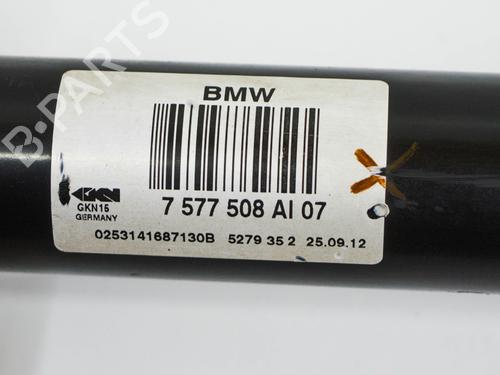 BMW
7 577 508 AI 07
GKN
GKN15
GERMANY
0253141687130B 5279 35 2 25.09.12
B-PARTS